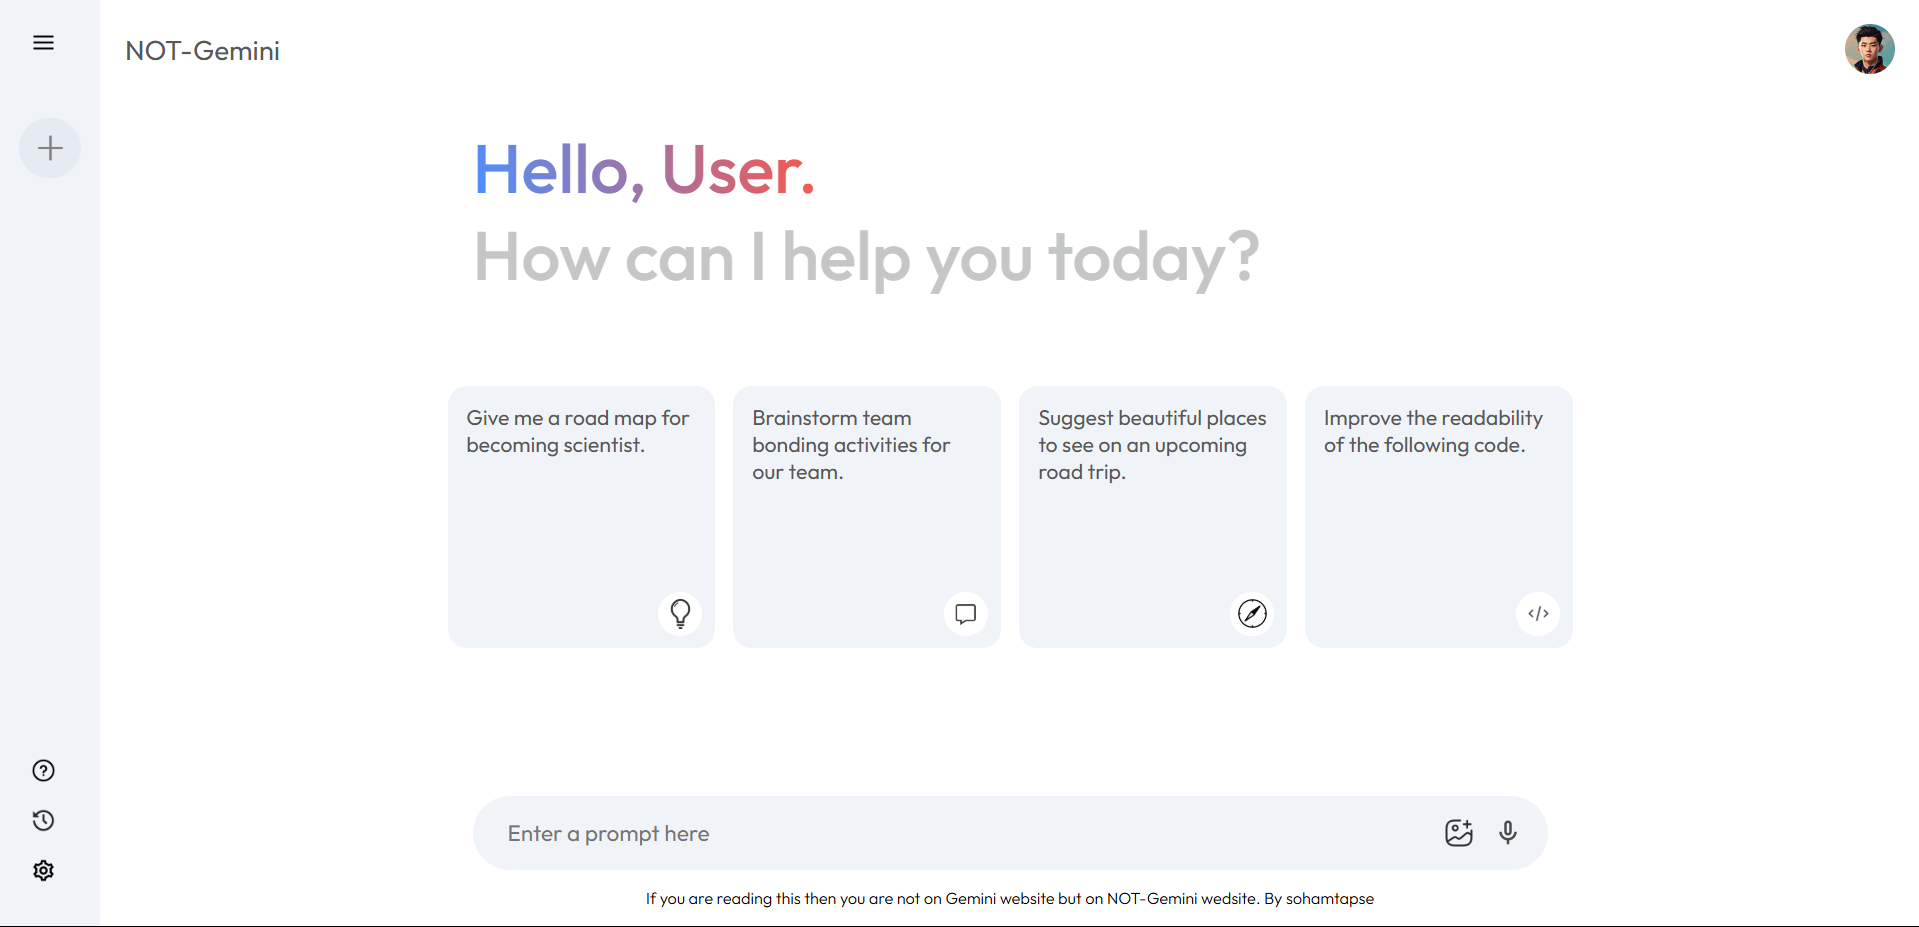 NOT-Gemini
Hello, User.
How can I help you today?
Give me a road map for
becoming scientist.
Brainstorm team
bonding activities for
our team.
Suggest beautiful places
to see on an upcoming
road trip.
Improve the readability
of the following code.
Enter a prompt here
If you are reading this then you are not on Gemini website but on NOT-Gemini wedsite. By sohamtapse